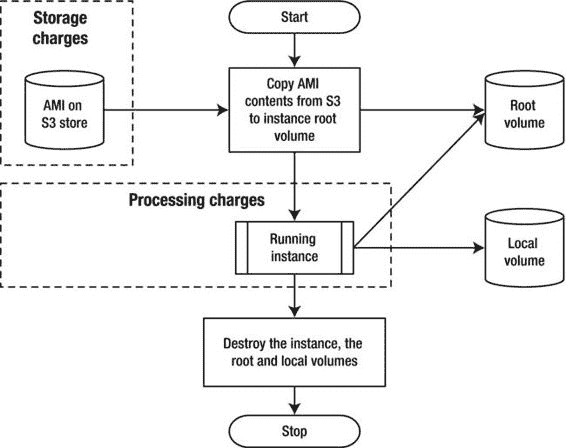 Storage
charges
Start
AMI on
S3 store
Copy AMI
contents from S3
to instance root
volume
Root
volume
Processing charges
Running
instance
Local
volume
Destroy the instance, the
root and local volumes
Stop